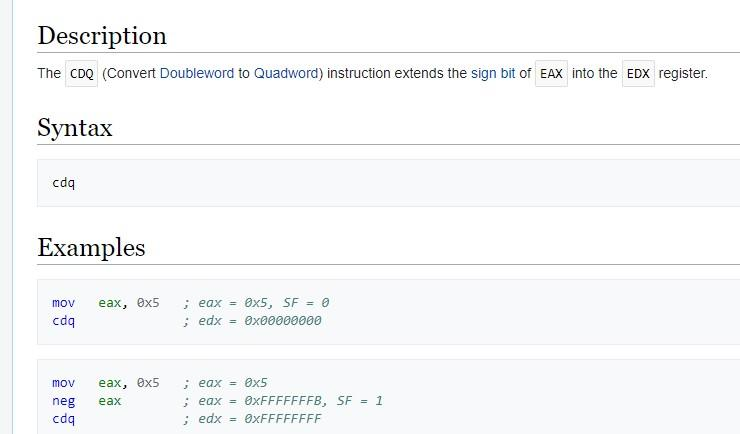 Description
The CDQ (Convert Doubleword to Quadword) instruction extends the sign bit of EAX into the EDX register.
Syntax
cdq
Examples
mov   eax, 0x5   ; eax = 0x5, SF = 0
cdq              ; edx = 0x00000000
mov   eax, 0x5   ; eax = 0x5
neg   eax        ; eax = 0xFFFFFFFB, SF = 1
cdq              ; edx = 0xFFFFFFFF